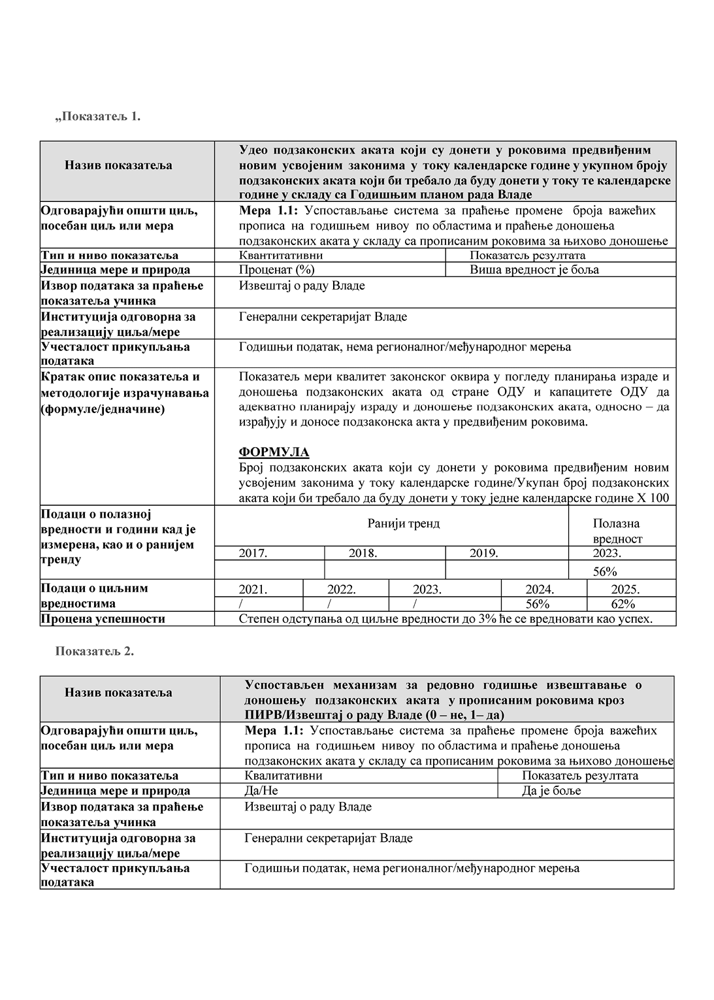 „Показатељ 1.
Назив показатеља
Удео подзаконских аката који су донети у роковима предвиђеним
новим усвојеним законима у току календарске године у укупном броју
подзаконских аката који би требало да буду донети у току те календарске
године у складу са Годишњим планом рада Владе
Одговарајући општи циљ,
посебан циљ или мера
Мера 1.1: Успостављање система за праћење промене броја важећих
прописа на годишњем нивоу по областима и праћење доношења
подзаконских аката у складу са прописаним роковима за њихово доношење
Тип и ниво показатеља
Квантитативни
Показатељ резултата
Јединица мере и природа
Проценат (%)
Виша вредност је боља
Извор података за праћење
показатеља учинка
Извештај о раду Владе
Институција одговорна за
реализацију циља/мере
Генерални секретаријат Владе
Учесталост прикупљања
података
Годишњи податак, нема регионалног/међународног мерења
Кратак опис показатеља и
методологије израчунавања
(формуле/једначине)
Показатељ мери квалитет законског оквира у погледу планирања израде и
доношења подзаконских аката од стране ОДУ и капацитете ОДУ да
адекватно планирају израду и доношење подзаконских аката, односно – да
израђују и доносе подзаконска акта у предвиђеним роковима.
ФОРМУЛА
Број подзаконских аката који су донети у роковима предвиђеним новим
усвојеним законима у току календарске године/Укупан број подзаконских
аката који би требало да буду донети у току једне календарске године Х 100
Подаци о полазној
вредности и години кад је
измерена, као и о ранијем
тренду
Ранији тренд
Полазна
вредност
2017.
2018.
2019.
2023.
56%
Подаци о циљним
вредностима
2021.
2022.
2023.
2024.
2025.
/
/
/
56%
62%
Процена успешности
Степен одступања од циљне вредности до 3% ће се вредновати као успех.
Показатељ 2.
Назив показатеља
Успостављен механизам за редовно годишње извештавање о
доношењу подзаконских аката у прописаним роковима кроз
ПИРВ/Извештај о раду Владе (0 – не, 1– да)
Одговарајући општи циљ,
посебан циљ или мера
Мера 1.1: Успостављање система за праћење промене броја важећих
прописа на годишњем нивоу по областима и праћење доношења
подзаконских аката у складу са прописаним роковима за њихово доношење
Тип и ниво показатеља
Квалитативни
Показатељ резултата
Јединица мере и природа
Да/Не
Да је боље
Извор података за праћење
показатеља учинка
Извештај о раду Владе
Институција одговорна за
реализацију циља/мере
Генерални секретаријат Владе
Учесталост прикупљања
података
Годишњи податак, нема регионалног/међународног мерења